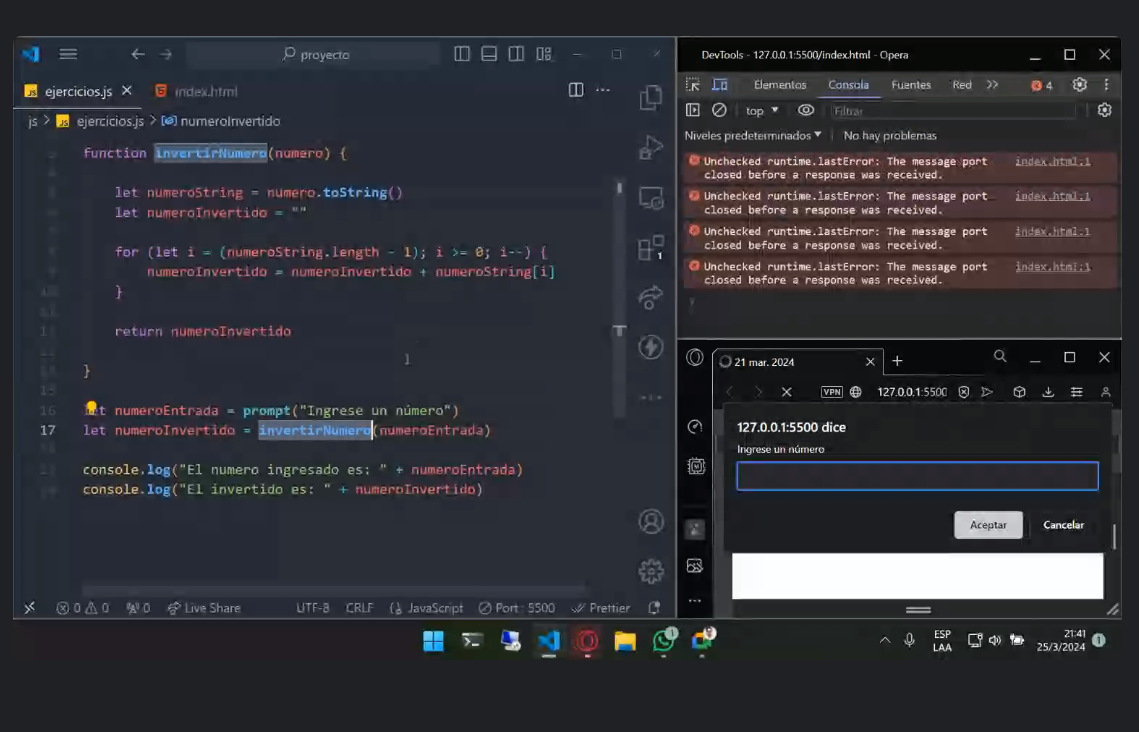 proyecto
ejercicios.js
index.html
js > ejercicios.js > numeroInvertido
function invertirNumero(numero) {
let numeroString = numero.toString()
let numeroInvertido = ""
for (let i = (numeroString.length - 1); i >= 0; i--) {
numeroInvertido = numeroInvertido + numeroString[i]
}
return numeroInvertido
}
let numeroEntrada = prompt("Ingrese un número")
17 let numeroInvertido = invertirNumero(numeroEntrada)
console.log("El numero ingresado es: " + numeroEntrada)
console.log("El invertido es: " + numeroInvertido)
0 0 0 Live Share UTF-8 CRLF JavaScript Port : 5500 Prettier
DevTools - 127.0.0.1:5500/index.html - Opera
Elementos Consola Fuentes Red 4
top Filtrar
Niveles predeterminados No hay problemas
Unchecked runtime.lastError: The message port index.html:1
closed before a response was received.
Unchecked runtime.lastError: The message port index.html:1
closed before a response was received.
Unchecked runtime.lastError: The message port index.html:1
closed before a response was received.
Unchecked runtime.lastError: The message port index.html:1
closed before a response was received.
21 mar. 2024
VPN 127.0.0.1:5500
127.0.0.1:5500 dice
Ingrese un número
Aceptar Cancelar
ESP
LAA
21:41
25/3/2024
1